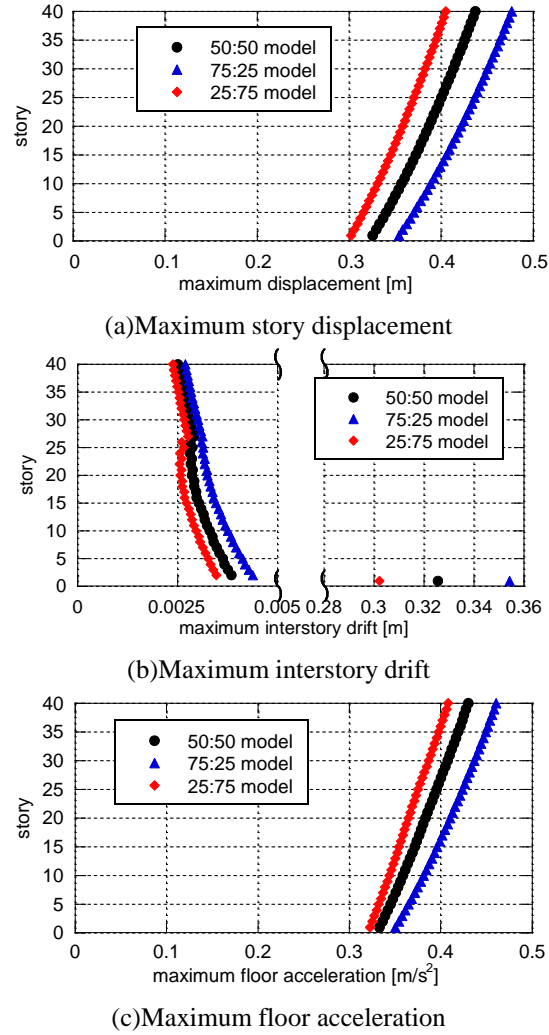 40
35
30
25
20
15
10
5
0
story
50:50 model
75:25 model
25:75 model
0 0.1 0.2 0.3 0.4 0.5
maximum displacement [m]
(a)Maximum story displacement
40
35
30
25
20
15
10
5
0
story
50:50 model
75:25 model
25:75 model
0 0.0025 0.005 0.28 0.30 0.32 0.34 0.36
maximum interstory drift [m]
(b)Maximum interstory drift
40
35
30
25
20
15
10
5
0
story
50:50 model
75:25 model
25:75 model
0 0.1 0.2 0.3 0.4 0.5
maximum floor acceleration [m/s²]
(c)Maximum floor acceleration